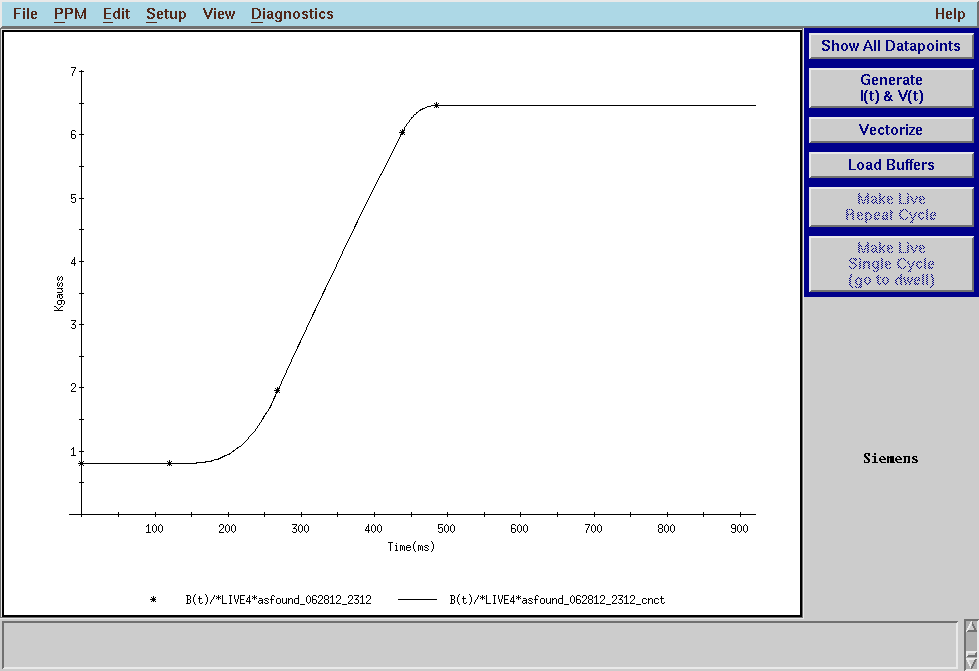 File PPM Edit Setup View Diagnostics Help
Show All Datapoints
Generate
I(t) & V(t)
Vectorize
Load Buffers
Make Live
Repeat Cycle
Make Live
Single Cycle
(go to dwell)
Siemens
7
6
5
4
3
2
1
Kgauss
100 200 300 400 500 600 700 800 900
Time(ms)
* B(t)/*LIVE4*asfound_062812_2312 B(t)/*LIVE4*asfound_062812_2312_cnct